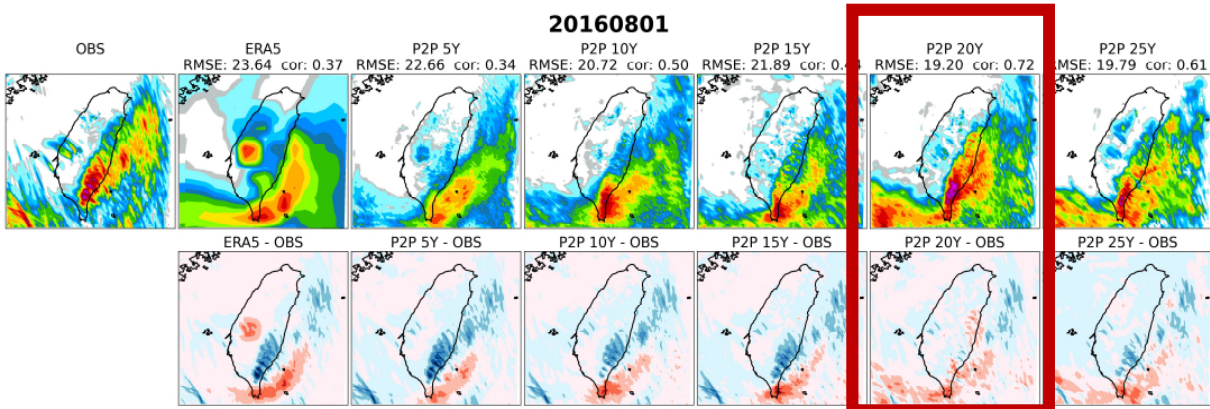 20160801
OBS
ERA5
RMSE: 23.64 cor: 0.37
P2P 5Y
RMSE: 22.66 cor: 0.34
P2P 10Y
RMSE: 20.72 cor: 0.50
P2P 15Y
RMSE: 21.89 cor:
P2P 20Y
RMSE: 19.20 cor: 0.72
P2P 25Y
RMSE: 19.79 cor: 0.61
ERA5 - OBS
P2P 5Y - OBS
P2P 10Y - OBS
P2P 15Y - OBS
P2P 20Y - OBS
P2P 25Y - OBS